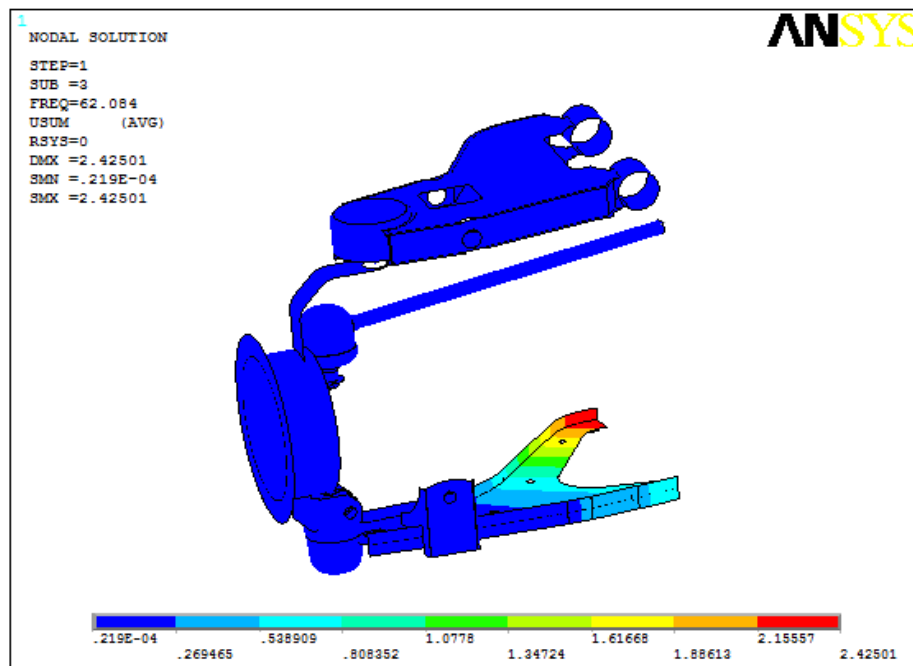 1
ANSYS
NODAL SOLUTION
STEP=1
SUB =3
FREQ=62.084
USUM (AVG)
RSYS=0
DMX =2.42501
SMN =.219E-04
SMX =2.42501
.219E-04 .538909 1.0778 1.61668 2.15557
.269465 .808352 1.34724 1.88613 2.42501